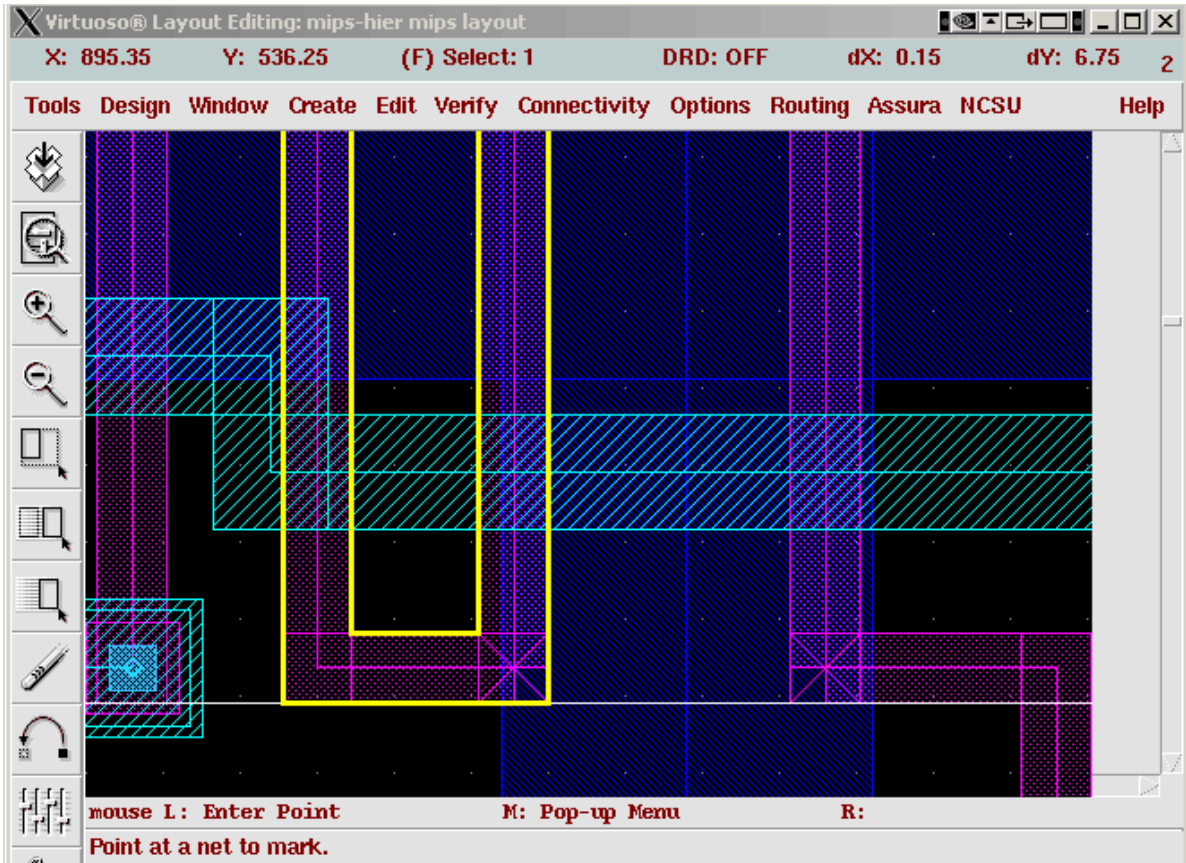 Virtuoso® Layout Editing: mips-hier mips layout
X: 895.35 Y: 536.25 (F) Select: 1 DRD: OFF dX: 0.15 dY: 6.75 2
Tools Design Window Create Edit Verify Connectivity Options Routing Assura NCSU Help
mouse L: Enter Point M: Pop-up Menu R:
Point at a net to mark.